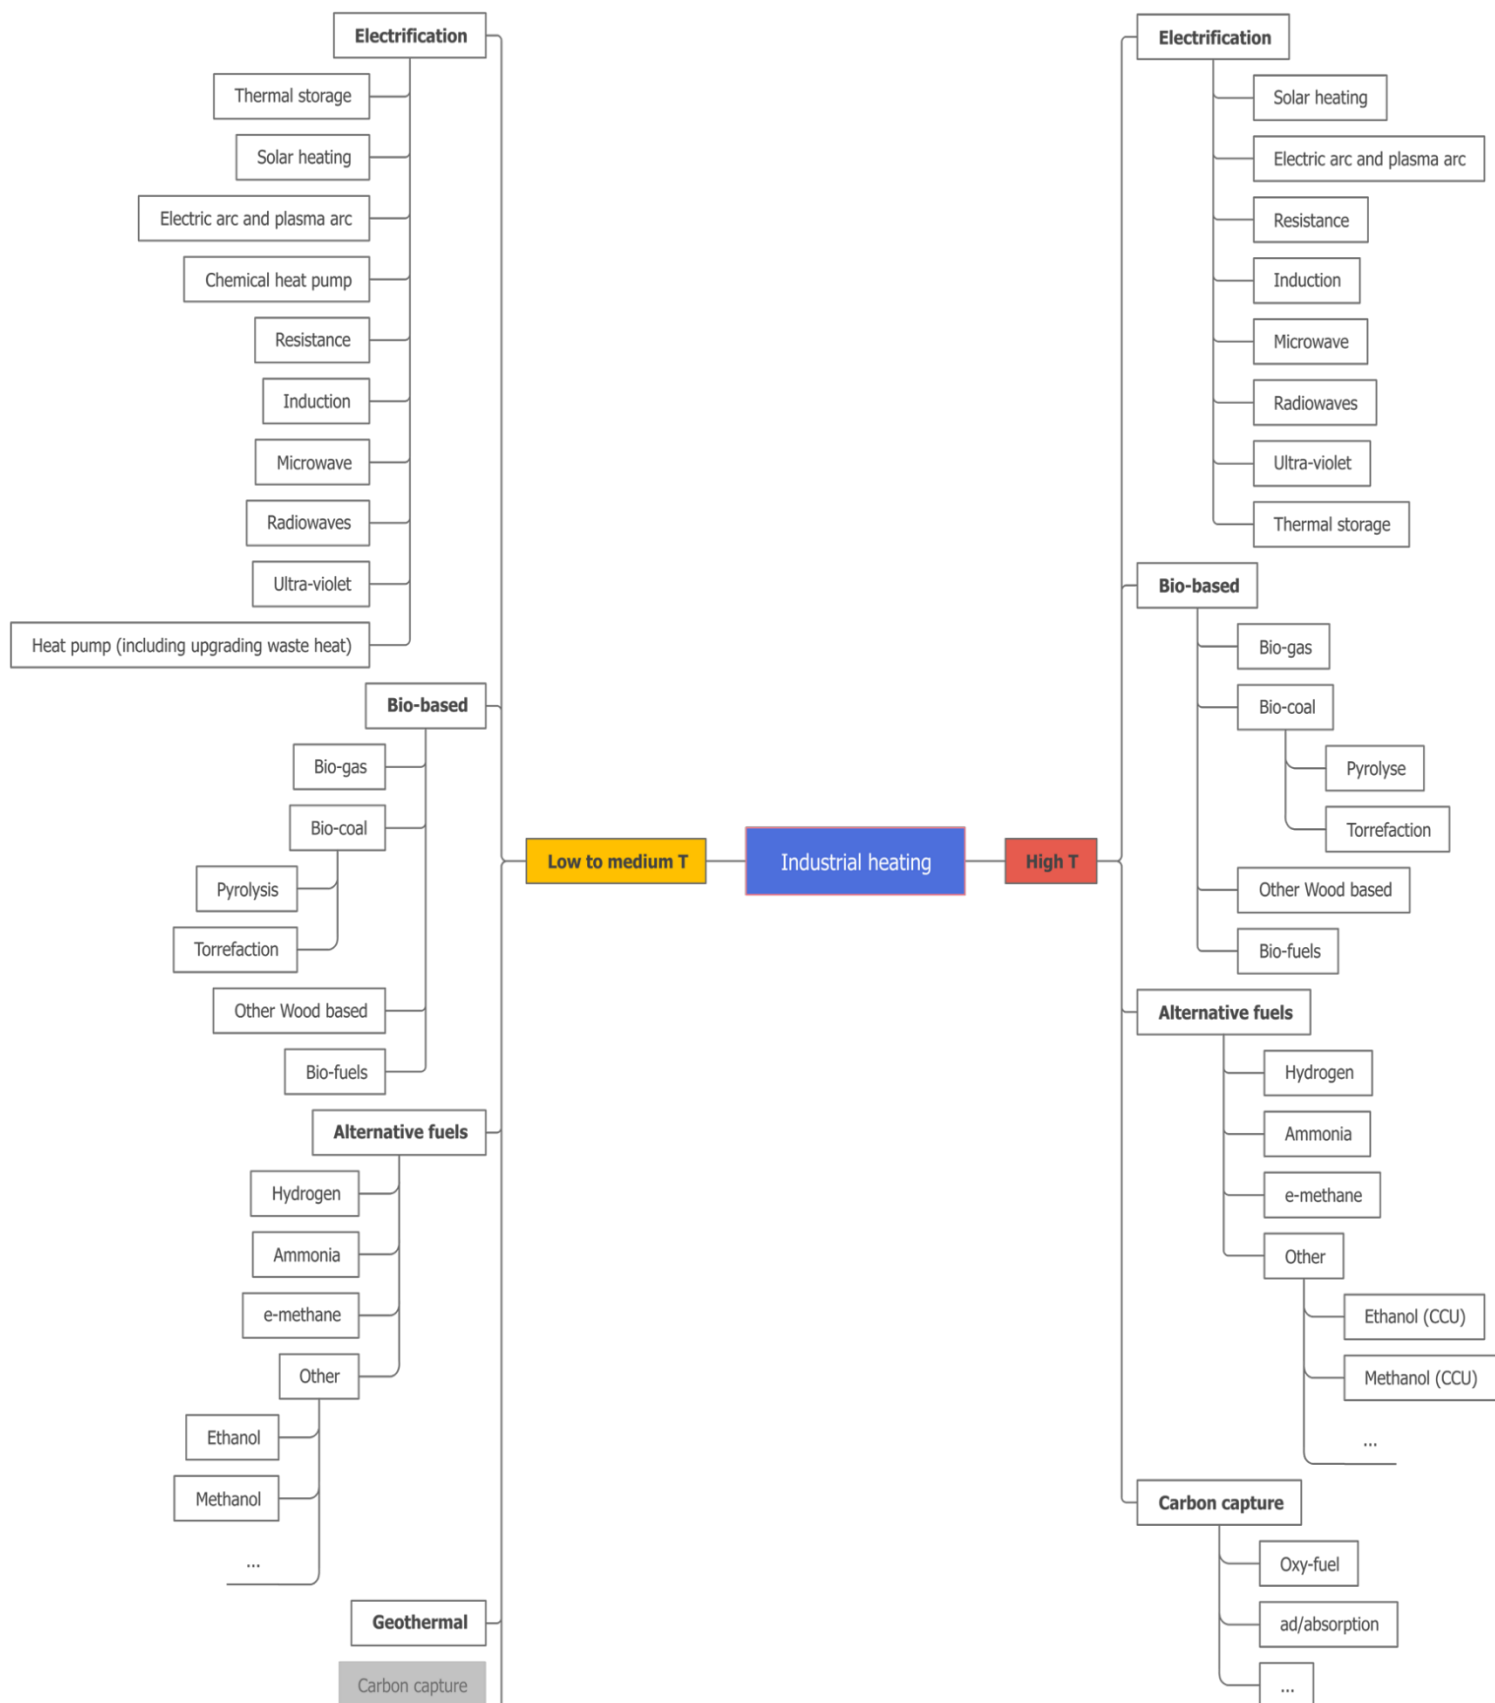 Electrification
Thermal storage
Solar heating
Electric arc and plasma arc
Chemical heat pump
Resistance
Induction
Microwave
Radiowaves
Ultra-violet
Heat pump (including upgrading waste heat)
Bio-based
Bio-gas
Bio-coal
Pyrolysis
Torrefaction
Other Wood based
Bio-fuels
Alternative fuels
Hydrogen
Ammonia
e-methane
Other
Ethanol
Methanol
...
Geothermal
Carbon capture
Low to medium T
Industrial heating
High T
Electrification
Solar heating
Electric arc and plasma arc
Resistance
Induction
Microwave
Radiowaves
Ultra-violet
Thermal storage
Bio-based
Bio-gas
Bio-coal
Pyrolyse
Torrefaction
Other Wood based
Bio-fuels
Alternative fuels
Hydrogen
Ammonia
e-methane
Other
Ethanol (CCU)
Methanol (CCU)
...
Carbon capture
Oxy-fuel
ad/absorption
...